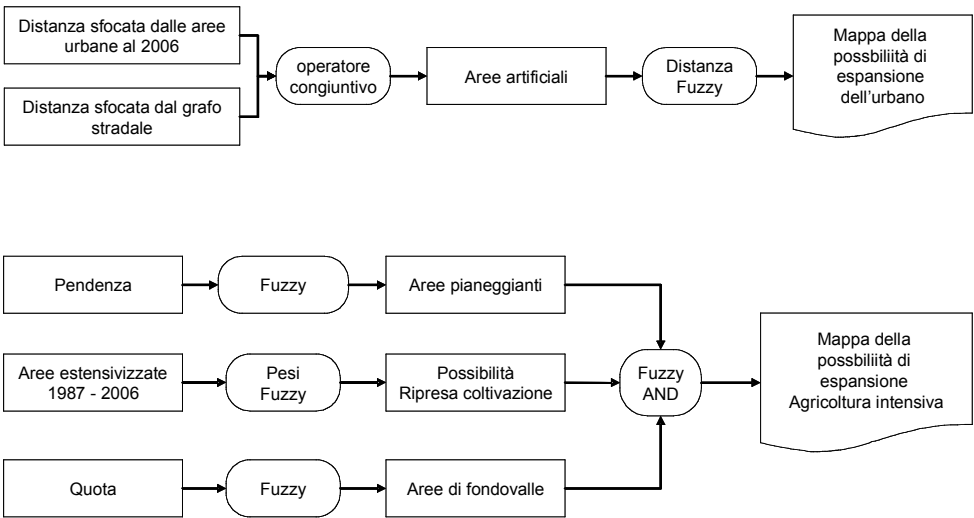 Distanza sfocata dalle aree
urbane al 2006
Distanza sfocata dal grafo
stradale
operatore
congiuntivo
Aree artificiali
Distanza
Fuzzy
Mappa della
possbiliità di
espansione
dell'urbano
Pendenza
Fuzzy
Aree pianeggianti
Aree estensivizzate
1987 - 2006
Pesi
Fuzzy
Possibilità
Ripresa coltivazione
Fuzzy
AND
Mappa della
possbiliità di
espansione
Agricoltura intensiva
Quota
Fuzzy
Aree di fondovalle